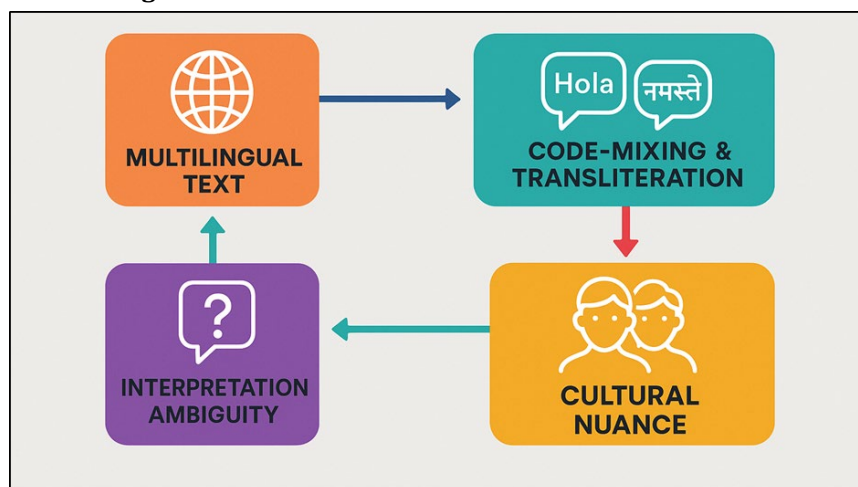 MULTILINGUAL
TEXT
Hola
नमस्ते
CODE-MIXING &
TRANSLITERATION
INTERPRETATION
AMBIGUITY
?
CULTURAL
NUANCE